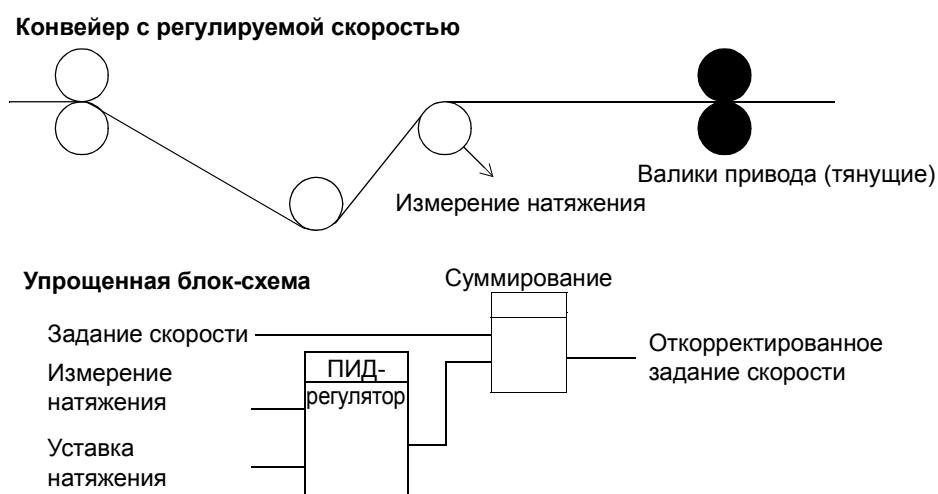 Конвейер с регулируемой скоростью
Валики привода (тянущие)
Измерение натяжения
Упрощенная блок-схема
Суммирование
Задание скорости
Откорректированное
задание скорости
Измерение
натяжения
ПИД-
регулятор
Уставка
натяжения